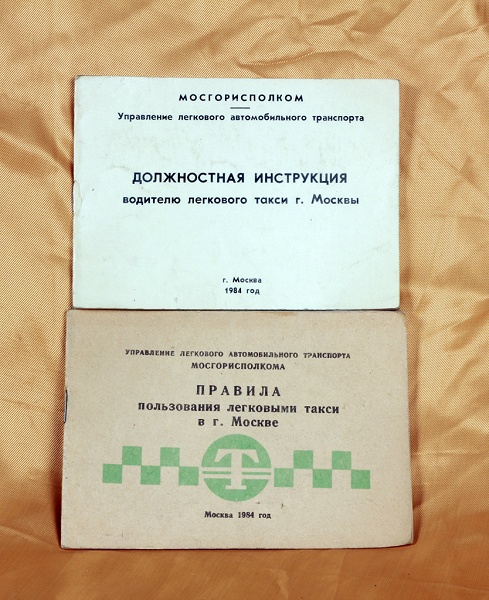 МОСГОРИСПОЛКОМ
Управление легкового автомобильного транспорта
ДОЛЖНОСТНАЯ ИНСТРУКЦИЯ
водителю легкового такси г. Москвы
г. Москва
1984 год
УПРАВЛЕНИЕ ЛЕГКОВОГО АВТОМОБИЛЬНОГО ТРАНСПОРТА
МОСГОРИСПОЛКОМА
ПРАВИЛА
пользования легковыми такси
в г. Москве
Т
Москва 1984 год